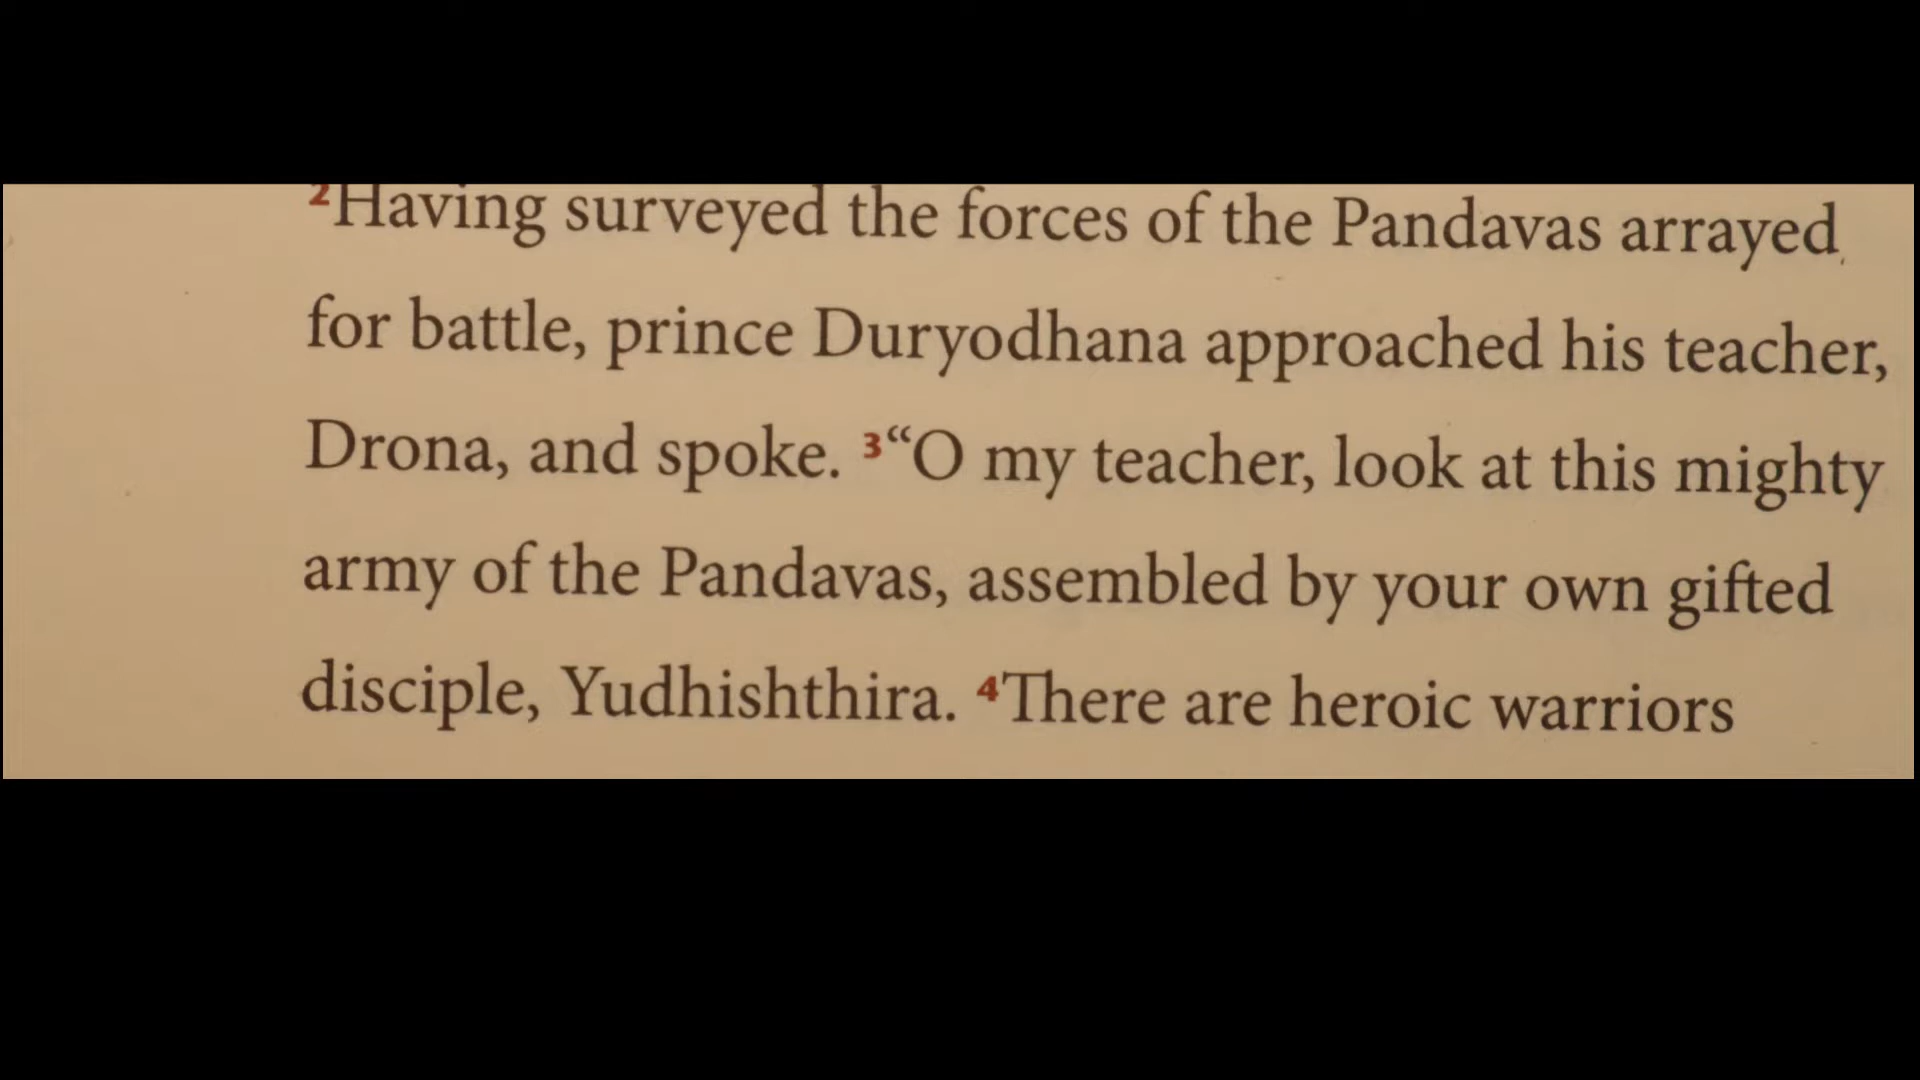 ²Having surveyed the forces of the Pandavas arrayed
for battle, prince Duryodhana approached his teacher,
Drona, and spoke. ³“O my teacher, look at this mighty
army of the Pandavas, assembled by your own gifted
disciple, Yudhishthira. ⁴There are heroic warriors